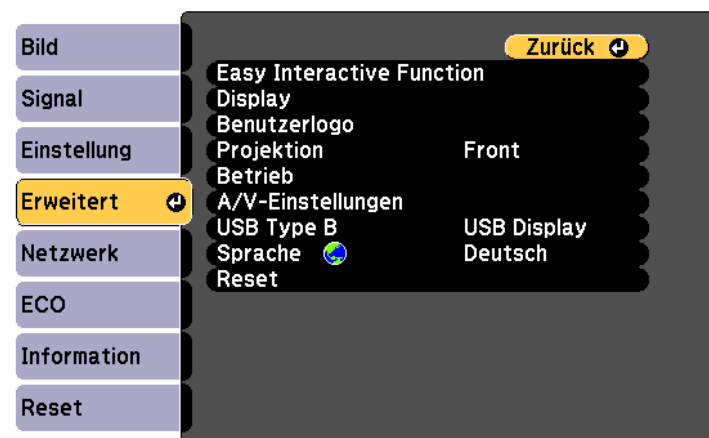 Bild
Signal
Einstellung
Erweitert
Netzwerk
ECO
Information
Reset
Zurück
Easy Interactive Function
Display
Benutzerlogo
Projektion Front
Betrieb
A/V-Einstellungen
USB Type B USB Display
Sprache Deutsch
Reset